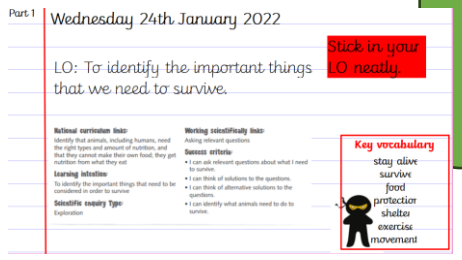 Part 1
Wednesday 24th January 2022
Stick in your
LO neatly.
LO: To identify the important things
that we need to survive.
National curriculum links:
Identify that animals, including humans, need
the right types and amount of nutrition, and
that they cannot make their own food; they get
nutrition from what they eat
Learning intention:
To identify the important things that need to be
considered in order to survive
Scientific enquiry Type:
Exploration
Working scientifically links:
Asking relevant questions
Success criteria:
• I can ask relevant questions about what I need
to survive.
• I can think of solutions to the questions.
• I can think of alternative solutions to the
questions.
• I can identify what animals need to do to
survive.
Key vocabulary
stay alive
survive
food
protection
shelter
exercise
movement